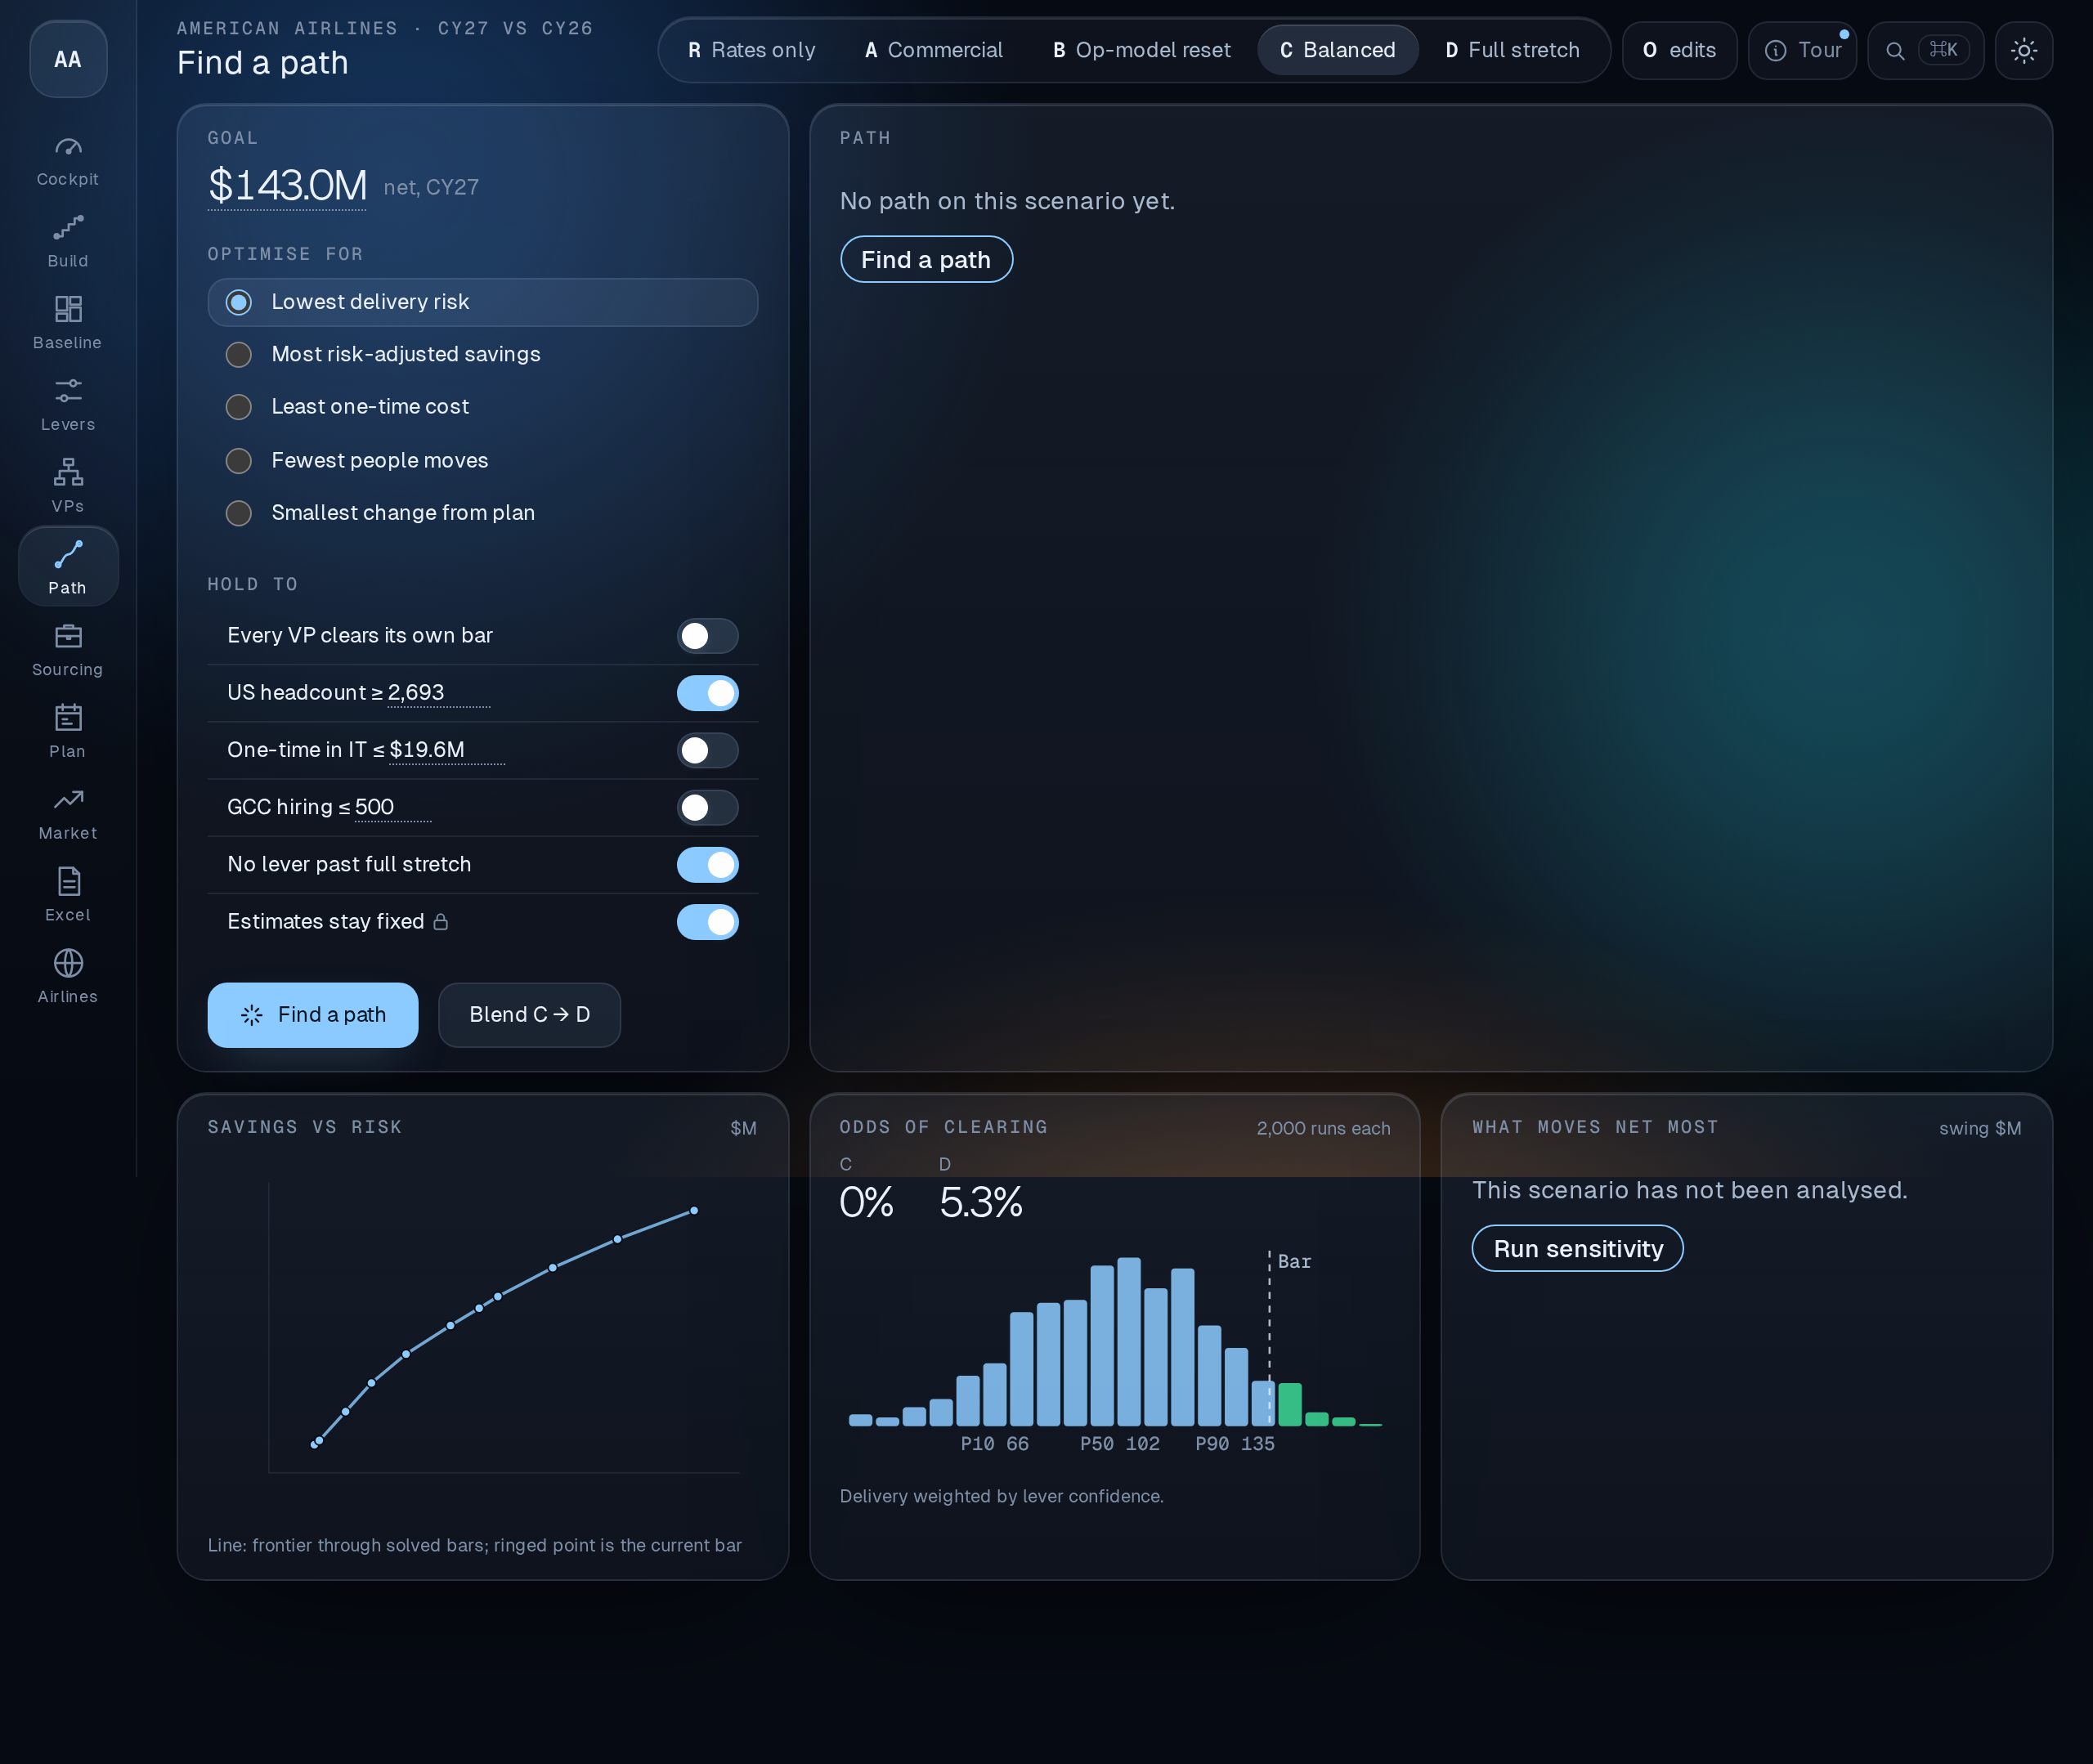 AA
AMERICAN AIRLINES · CY27 VS CY26
Find a path
R Rates only
A Commercial
B Op-model reset
C Balanced
D Full stretch
0 edits
Tour
⌘K
Cockpit
Build
Baseline
Levers
VPs
Path
Sourcing
Plan
Market
Excel
Airlines
GOAL
$143.0M net, CY27
OPTIMISE FOR
Lowest delivery risk
Most risk-adjusted savings
Least one-time cost
Fewest people moves
Smallest change from plan
HOLD TO
Every VP clears its own bar
US headcount ≥ 2,693
One-time in IT ≤ $19.6M
GCC hiring ≤ 500
No lever past full stretch
Estimates stay fixed
Find a path
Blend C → D
PATH
No path on this scenario yet.
Find a path
SAVINGS VS RISK $M
Line: frontier through solved bars; ringed point is the current bar
ODDS OF CLEARING 2,000 runs each
C D
0% 5.3%
Bar
P10 66 P50 102 P90 135
Delivery weighted by lever confidence.
WHAT MOVES NET MOST swing $M
This scenario has not been analysed.
Run sensitivity